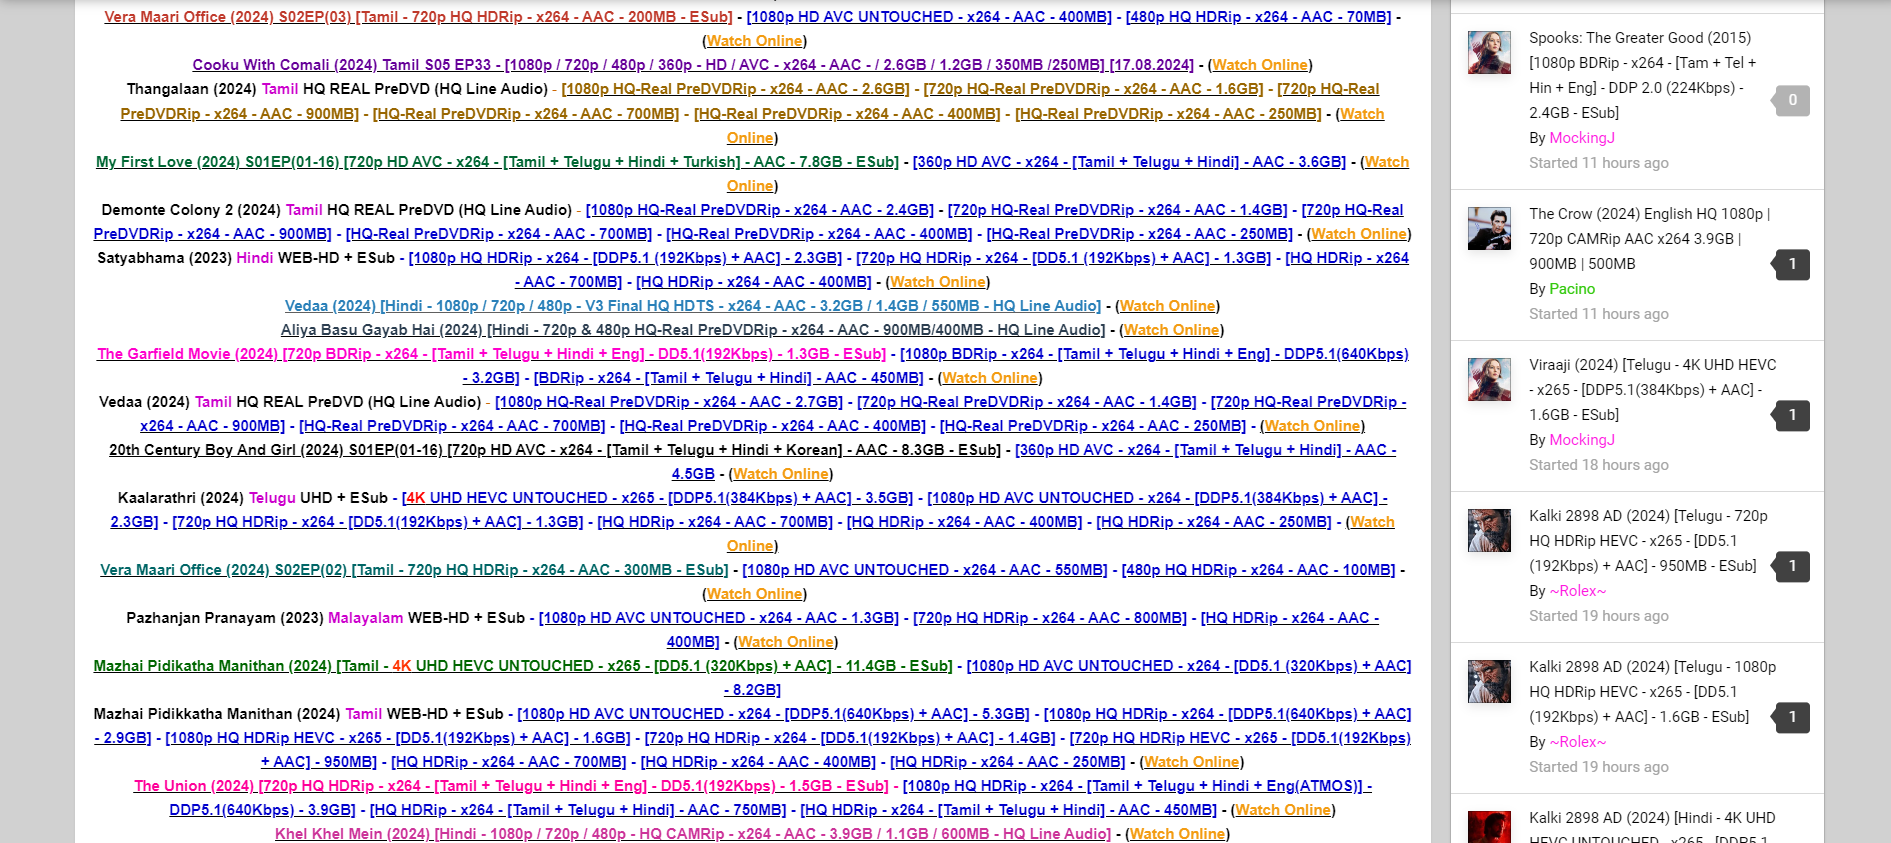 Vera Maari Office (2024) S02EP(03) [Tamil - 720p HQ HDRip - x264 - AAC - 200MB - ESub] - [1080p HD AVC UNTOUCHED - x264 - AAC - 400MB] - [480p HQ HDRip - x264 - AAC - 70MB] -
(Watch Online)
Cooku With Comali (2024) Tamil S05 EP33 - [1080p / 720p / 480p / 360p - HD / AVC - x264 - AAC - / 2.6GB / 1.2GB / 350MB /250MB] [17.08.2024] - (Watch Online)
Thangalaan (2024) Tamil HQ REAL PreDVD (HQ Line Audio) - [1080p HQ-Real PreDVDRip - x264 - AAC - 2.6GB] - [720p HQ-Real PreDVDRip - x264 - AAC - 1.6GB] - [720p HQ-Real
PreDVDRip - x264 - AAC - 900MB] - [HQ-Real PreDVDRip - x264 - AAC - 700MB] - [HQ-Real PreDVDRip - x264 - AAC - 400MB] - [HQ-Real PreDVDRip - x264 - AAC - 250MB] - (Watch
Online)
My First Love (2024) S01EP(01-16) [720p HD AVC - x264 - [Tamil + Telugu + Hindi + Turkish] - AAC - 7.8GB - ESub] - [360p HD AVC - x264 - [Tamil + Telugu + Hindi] - AAC - 3.6GB] - (Watch
Online)
Demonte Colony 2 (2024) Tamil HQ REAL PreDVD (HQ Line Audio) - [1080p HQ-Real PreDVDRip - x264 - AAC - 2.4GB] - [720p HQ-Real PreDVDRip - x264 - AAC - 1.4GB] - [720p HQ-Real
PreDVDRip - x264 - AAC - 900MB] - [HQ-Real PreDVDRip - x264 - AAC - 700MB] - [HQ-Real PreDVDRip - x264 - AAC - 400MB] - [HQ-Real PreDVDRip - x264 - AAC - 250MB] - (Watch Online)
Satyabhama (2023) Hindi WEB-HD + ESub - [1080p HQ HDRip - x264 - [DDP5.1 (192Kbps) + AAC] - 2.3GB] - [720p HQ HDRip - x264 - [DD5.1 (192Kbps) + AAC] - 1.3GB] - [HQ HDRip - x264
- AAC - 700MB] - [HQ HDRip - x264 - AAC - 400MB] - (Watch Online)
Vedaa (2024) [Hindi - 1080p / 720p / 480p - V3 Final HQ HDTS - x264 - AAC - 3.2GB / 1.4GB / 550MB - HQ Line Audio] - (Watch Online)
Aliya Basu Gayab Hai (2024) [Hindi - 720p & 480p HQ-Real PreDVDRip - x264 - AAC - 900MB/400MB - HQ Line Audio] - (Watch Online)
The Garfield Movie (2024) [720p BDRip - x264 - [Tamil + Telugu + Hindi + Eng] - DD5.1(192Kbps) - 1.3GB - ESub] - [1080p BDRip - x264 - [Tamil + Telugu + Hindi + Eng] - DDP5.1(640Kbps)
- 3.2GB] - [BDRip - x264 - [Tamil + Telugu + Hindi] - AAC - 450MB] - (Watch Online)
Vedaa (2024) Tamil HQ REAL PreDVD (HQ Line Audio) - [1080p HQ-Real PreDVDRip - x264 - AAC - 2.7GB] - [720p HQ-Real PreDVDRip - x264 - AAC - 1.4GB] - [720p HQ-Real PreDVDRip -
x264 - AAC - 900MB] - [HQ-Real PreDVDRip - x264 - AAC - 700MB] - [HQ-Real PreDVDRip - x264 - AAC - 400MB] - [HQ-Real PreDVDRip - x264 - AAC - 250MB] - (Watch Online)
20th Century Boy And Girl (2024) S01EP(01-16) [720p HD AVC - x264 - [Tamil + Telugu + Hindi + Korean] - AAC - 8.3GB - ESub] - [360p HD AVC - x264 - [Tamil + Telugu + Hindi] - AAC -
4.5GB - (Watch Online)
Kaalarathri (2024) Telugu UHD + ESub - [4K UHD HEVC UNTOUCHED - x265 - [DDP5.1(384Kbps) + AAC] - 3.5GB] - [1080p HD AVC UNTOUCHED - x264 - [DDP5.1(384Kbps) + AAC] -
2.3GB] - [720p HQ HDRip - x264 - [DD5.1(192Kbps) + AAC] - 1.3GB] - [HQ HDRip - x264 - AAC - 700MB] - [HQ HDRip - x264 - AAC - 400MB] - [HQ HDRip - x264 - AAC - 250MB] - (Watch
Online)
Vera Maari Office (2024) S02EP(02) [Tamil - 720p HQ HDRip - x264 - AAC - 300MB - ESub] - [1080p HD AVC UNTOUCHED - x264 - AAC - 550MB] - [480p HQ HDRip - x264 - AAC - 100MB] -
(Watch Online)
Pazhanjan Pranayam (2023) Malayalam WEB-HD + ESub - [1080p HD AVC UNTOUCHED - x264 - AAC - 1.3GB] - [720p HQ HDRip - x264 - AAC - 800MB] - [HQ HDRip - x264 - AAC -
400MB] - (Watch Online)
Mazhai Pidikatha Manithan (2024) [Tamil - 4K UHD HEVC UNTOUCHED - x265 - [DD5.1 (320Kbps) + AAC] - 11.4GB - ESub] - [1080p HD AVC UNTOUCHED - x264 - [DD5.1 (320Kbps) + AAC]
- 8.2GB]
Mazhai Pidikkatha Manithan (2024) Tamil WEB-HD + ESub - [1080p HD AVC UNTOUCHED - x264 - [DDP5.1(640Kbps) + AAC] - 5.3GB] - [1080p HQ HDRip - x264 - [DDP5.1(640Kbps) + AAC]
- 2.9GB] - [1080p HQ HDRip HEVC - x265 - [DD5.1(192Kbps) + AAC] - 1.6GB] - [720p HQ HDRip - x264 - [DD5.1(192Kbps) + AAC] - 1.4GB] - [720p HQ HDRip HEVC - x265 - [DD5.1(192Kbps)
+ AAC] - 950MB] - [HQ HDRip - x264 - AAC - 700MB] - [HQ HDRip - x264 - AAC - 400MB] - [HQ HDRip - x264 - AAC - 250MB] - (Watch Online)
The Union (2024) [720p HQ HDRip - x264 - [Tamil + Telugu + Hindi + Eng] - DD5.1(192Kbps) - 1.5GB - ESub] - [1080p HQ HDRip - x264 - [Tamil + Telugu + Hindi + Eng(ATMOS)] -
DDP5.1(640Kbps) - 3.9GB] - [HQ HDRip - x264 - [Tamil + Telugu + Hindi] - AAC - 750MB] - [HQ HDRip - x264 - [Tamil + Telugu + Hindi] - AAC - 450MB] - (Watch Online)
Khel Khel Mein (2024) [Hindi - 1080p / 720p / 480p - HQ CAMRip - x264 - AAC - 3.9GB / 1.1GB / 600MB - HQ Line Audio] - (Watch Online)
Spooks: The Greater Good (2015)
[1080p BDRip - x264 - [Tam + Tel +
Hin + Eng] - DDP 2.0 (224Kbps) -
2.4GB - ESub]
0
By MockingJ
Started 11 hours ago
The Crow (2024) English HQ 1080p |
720p CAMRip AAC x264 3.9GB |
900MB | 500MB
1
By Pacino
Started 11 hours ago
Viraaji (2024) [Telugu - 4K UHD HEVC
- x265 - [DDP5.1(384Kbps) + AAC] -
1.6GB - ESub]
1
By MockingJ
Started 18 hours ago
Kalki 2898 AD (2024) [Telugu - 720p
HQ HDRip HEVC - x265 - [DD5.1
(192Kbps) + AAC] - 950MB - ESub]
1
By ~Rolex~
Started 19 hours ago
Kalki 2898 AD (2024) [Telugu - 1080p
HQ HDRip HEVC - x265 - [DD5.1
(192Kbps) + AAC] - 1.6GB - ESub]
1
By ~Rolex~
Started 19 hours ago
Kalki 2898 AD (2024) [Hindi - 4K UHD
HEVC UNTOUCHED - x265 - [DDP5.1